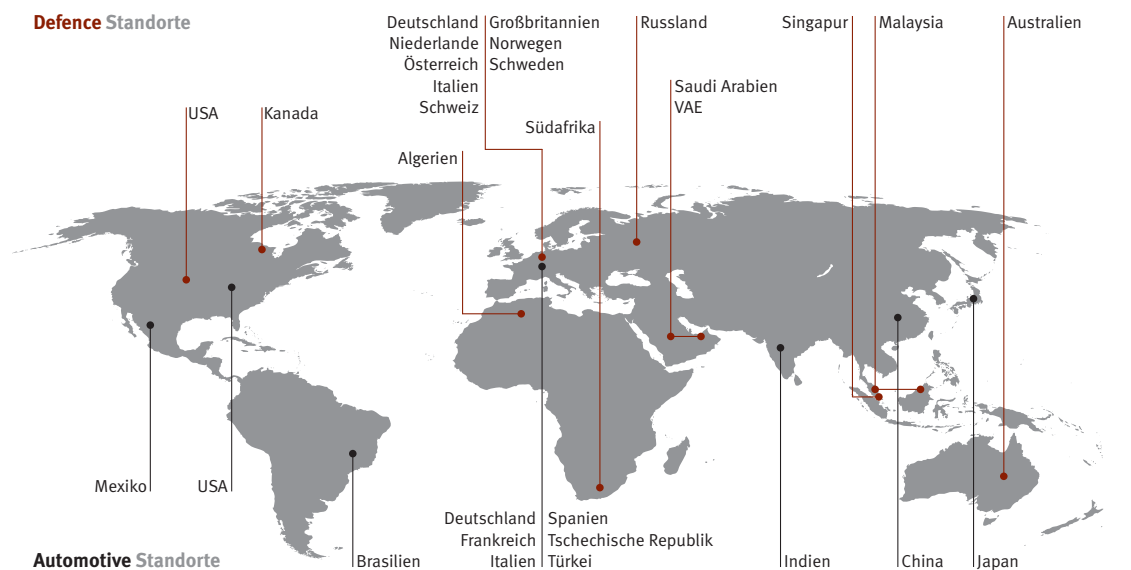 Defence Standorte
Deutschland
Niederlande
Österreich
Italien
Schweiz
Großbritannien
Norwegen
Schweden
Russland
Singapur
Malaysia
Australien
Saudi Arabien
VAE
USA
Kanada
Südafrika
Algerien
Mexiko
USA
Brasilien
Deutschland
Frankreich
Italien
Spanien
Tschechische Republik
Türkei
Indien
China
Japan
Automotive Standorte